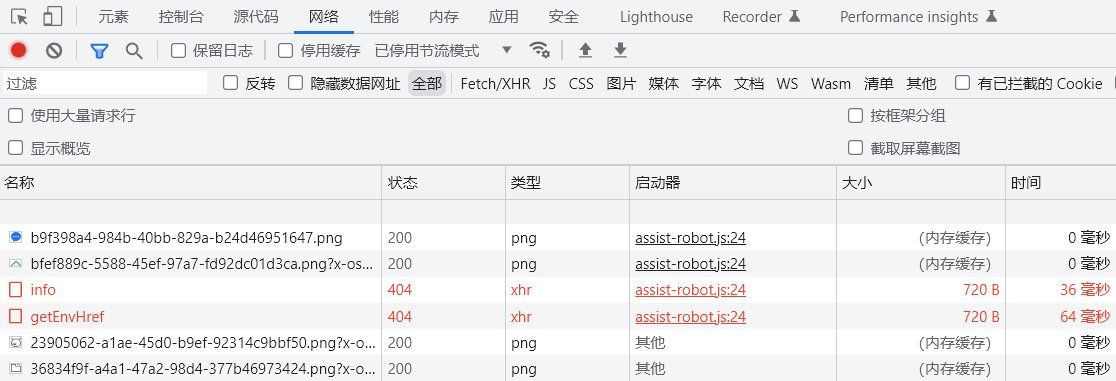 元素 控制台 源代码 网络 性能 内存 应用 安全 Lighthouse Recorder Performance insights
保留日志 停用缓存 已停用节流模式
过滤 反转 隐藏数据网址 全部 Fetch/XHR JS CSS 图片 媒体 字体 文档 WS Wasm 清单 其他 有已拦截的 Cookie
使用大量请求行 按框架分组
显示概览 截取屏幕截图
名称 状态 类型 启动器 大小 时间
b9f398a4-984b-40bb-829a-b24d46951647.png 200 png assist-robot.js:24 (内存缓存) 0 毫秒
bfef889c-5588-45ef-97a7-fd92dc01d3ca.png?x-os... 200 png assist-robot.js:24 (内存缓存) 0 毫秒
info 404 xhr assist-robot.js:24 720 B 36 毫秒
getEnvHref 404 xhr assist-robot.js:24 720 B 64 毫秒
23905062-a1ae-45d0-b9ef-92314c9bbf50.png?x-o... 200 png 其他 (内存缓存) 0 毫秒
36834f9f-a4a1-47a2-98d4-377b46973424.png?x-o... 200 png 其他 (内存缓存) 0 毫秒